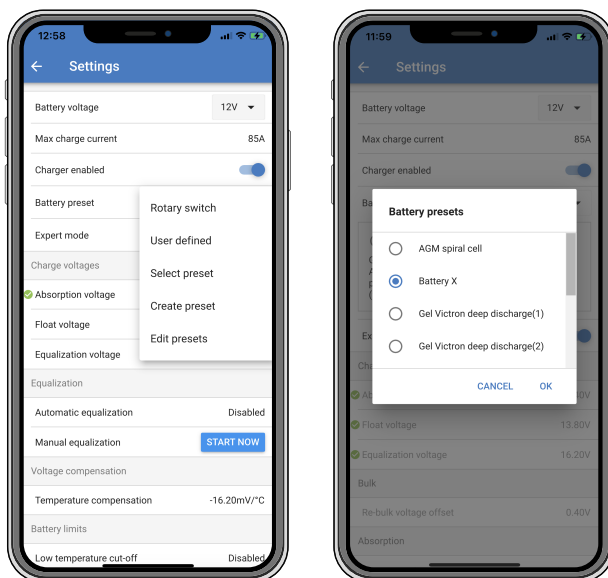 12:58
Settings
Battery voltage 12V
Max charge current 85A
Charger enabled
Battery preset
Expert mode
Rotary switch
User defined
Select preset
Create preset
Edit presets
Charge voltages
Absorption voltage
Float voltage
Equalization voltage
Equalization
Automatic equalization Disabled
Manual equalization START NOW
Voltage compensation
Temperature compensation -16.20mV/°C
Battery limits
Low temperature cut-off Disabled
11:59
Settings
Battery voltage 12V
Max charge current 85A
Charger enabled
Battery presets
AGM spiral cell
Battery X
Gel Victron deep discharge(1)
Gel Victron deep discharge(2)
CANCEL OK
Float voltage 13.80V
Equalization voltage 16.20V
Bulk
Re-bulk voltage offset 0.40V
Absorption